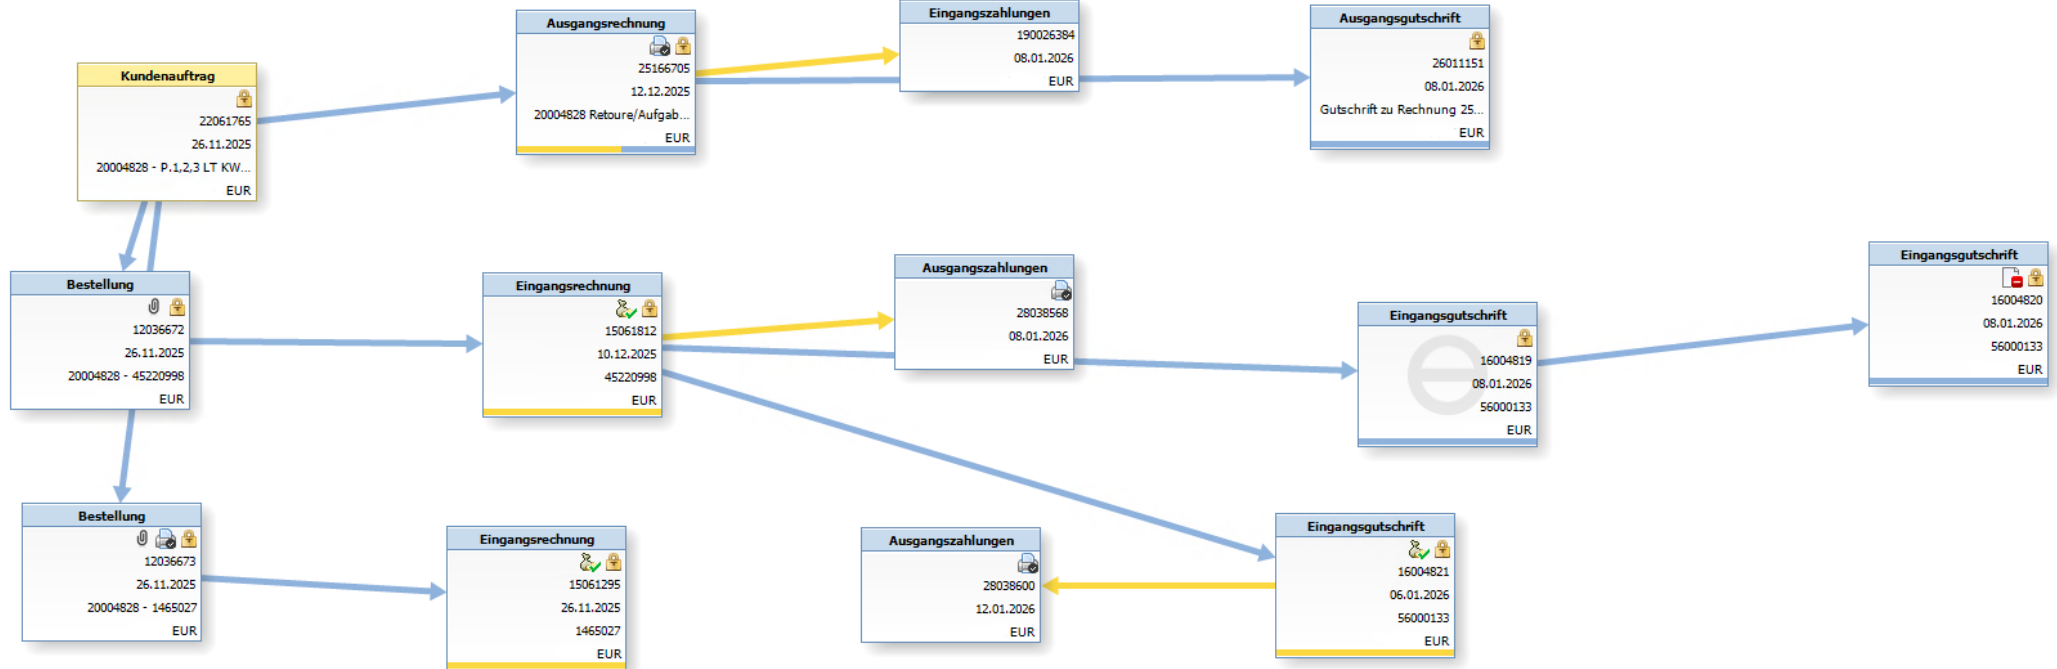 Kundenauftrag
22061765
26.11.2025
20004828 - P.1,2,3 LT KW...
EUR
Ausgangsrechnung
25166705
12.12.2025
20004828 Retoure/Aufgab...
EUR
Eingangszahlungen
190026384
08.01.2026
EUR
Ausgangsgutschrift
26011151
08.01.2026
Gutschrift zu Rechnung 25...
EUR
Bestellung
12036672
26.11.2025
20004828 - 45220998
EUR
Eingangsrechnung
15061812
10.12.2025
45220998
EUR
Ausgangszahlungen
28038568
08.01.2026
EUR
Eingangsgutschrift
16004819
08.01.2026
56000133
EUR
Eingangsgutschrift
16004820
08.01.2026
56000133
EUR
Bestellung
12036673
26.11.2025
20004828 - 1465027
EUR
Eingangsrechnung
15061295
26.11.2025
1465027
EUR
Ausgangszahlungen
28038600
12.01.2026
EUR
Eingangsgutschrift
16004821
06.01.2026
56000133
EUR